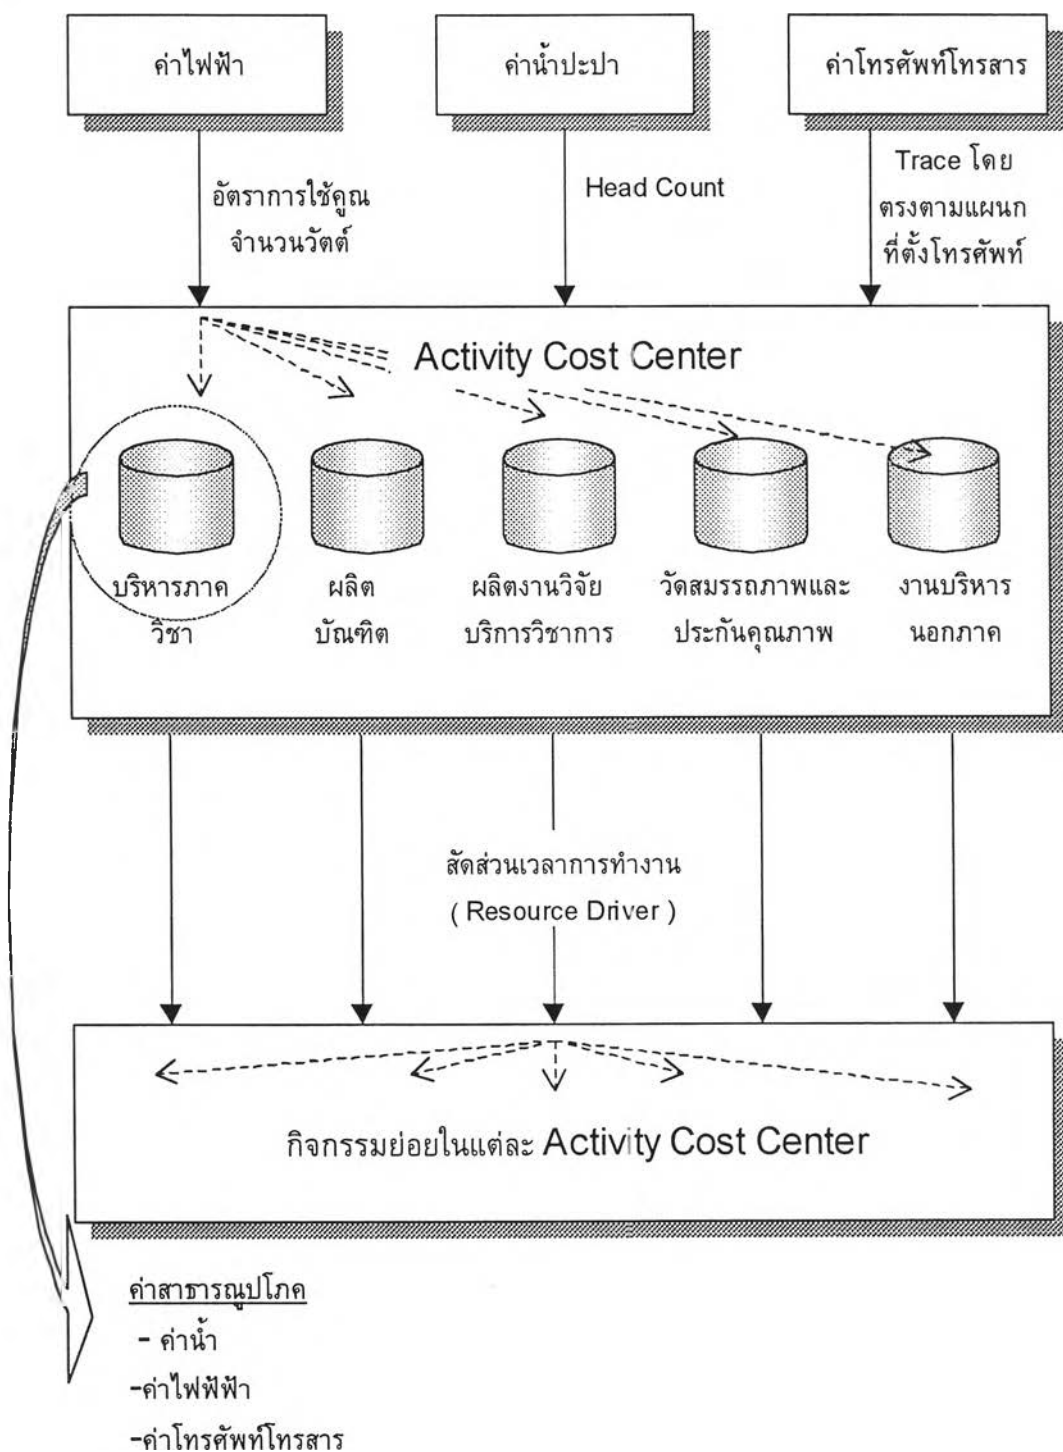 ค่าไฟฟ้า
ค่าน้ำปะปา
ค่าโทรศัพท์โทรสาร
อัตราการใช้คูณ
จำนวนวัตต์
Head Count
Trace โดย
ตรงตามแผนก
ที่ตั้งโทรศัพท์
Activity Cost Center
บริหารภาค
วิชา
ผลิต
บัณฑิต
ผลิตงานวิจัย
บริการวิชาการ
วัดสมรรถภาพและ
ประกันคุณภาพ
งานบริหาร
นอกภาค
สัดส่วนเวลาการทำงาน
( Resource Driver )
กิจกรรมย่อยในแต่ละ Activity Cost Center
ค่าสาธารณูปโภค
- ค่าน้ำ
-ค่าไฟฟ้ฟ้า
-ค่าโทรศัพท์โทรสาร